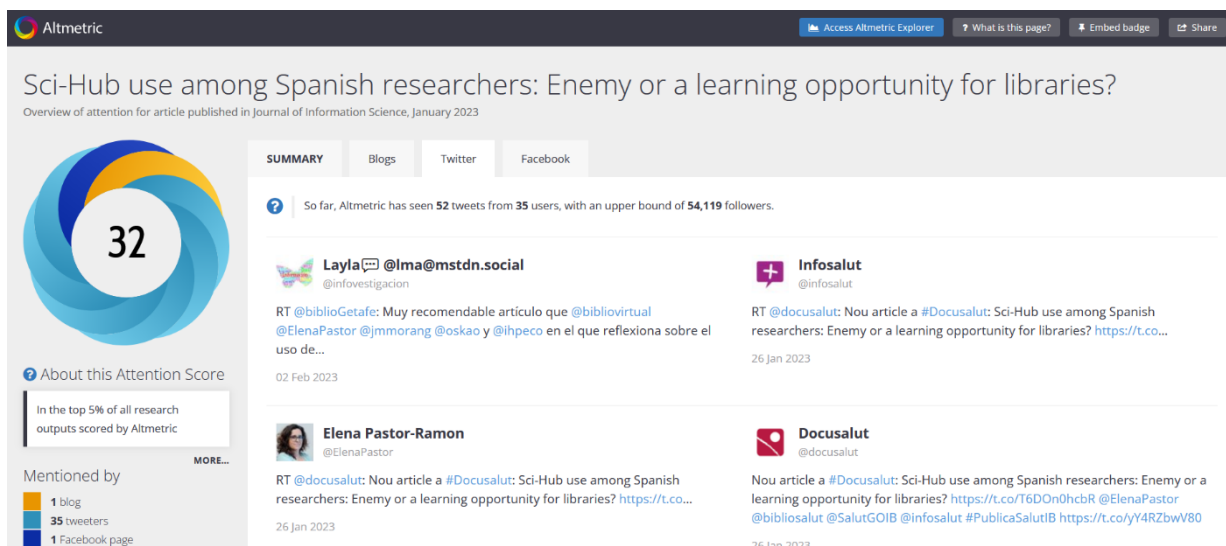 Altmetric
Access Altmetric Explorer
? What is this page?
Embed badge
Share
Sci-Hub use among Spanish researchers: Enemy or a learning opportunity for libraries?
Overview of attention for article published in Journal of Information Science, January 2023
32
? About this Attention Score
In the top 5% of all research
outputs scored by Altmetric
MORE...
Mentioned by
1 blog
35 tweeters
1 Facebook page
SUMMARY
Blogs
Twitter
Facebook
? So far, Altmetric has seen 52 tweets from 35 users, with an upper bound of 54,119 followers.
Layla💬 @lma@mstdn.social
@infovestigacion
RT @biblioGetafe: Muy recomendable artículo que @bibliovirtual
@ElenaPastor @jmmorang @oskao y @ihpeco en el que reflexiona sobre el
uso de...
02 Feb 2023
Infosalut
@infosalut
RT @docusalut: Nou article a #Docusalut: Sci-Hub use among Spanish
researchers: Enemy or a learning opportunity for libraries? https://t.co...
26 Jan 2023
Elena Pastor-Ramon
@ElenaPastor
RT @docusalut: Nou article a #Docusalut: Sci-Hub use among Spanish
researchers: Enemy or a learning opportunity for libraries? https://t.co...
26 Jan 2023
Docusalut
@docusalut
Nou article a #Docusalut: Sci-Hub use among Spanish researchers: Enemy or a
learning opportunity for libraries? https://t.co/T6DOn0hcbR @ElenaPastor
@bibliosalut @SalutGOIB @infosalut #PublicaSalutIB https://t.co/yY4RZbwV80
26 Jan 2023